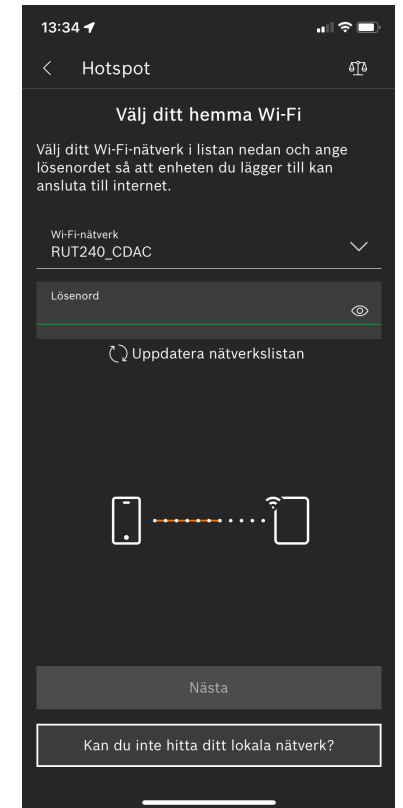 13:34
Hotspot
Välj ditt hemma Wi-Fi
Välj ditt Wi-Fi-nätverk i listan nedan och ange
lösenordet så att enheten du lägger till kan
ansluta till internet.
Wi-Fi-nätverk
RUT240_CDAC
Lösenord
Uppdatera nätverkslistan
Nästa
Kan du inte hitta ditt lokala nätverk?